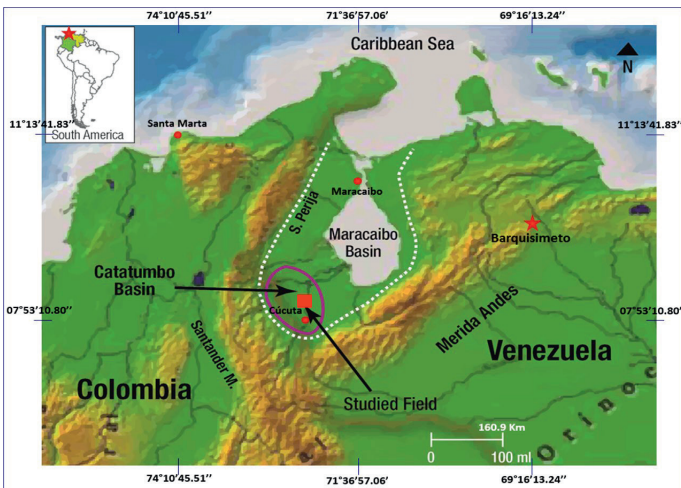 74°10'45.51’’ 71°36'57.06’ 69°16'13.24’’
Caribbean Sea
N
South America
11°13’41.83’’ 11°13’41.83’’
Santa Marta
Maracaibo
S. Perija
Maracaibo
Basin
Barquisimeto
Catatumbo
Basin
Cúcuta
07°53’10.80’’ 07°53’10.80’’
Santander M.
Merida Andes
Venezuela
Colombia
Studied Field
160.9 Km
0 100 ml
Orinoc
al
74°10'45.51’’ 71°36'57.06’ 69°16'13.24’’